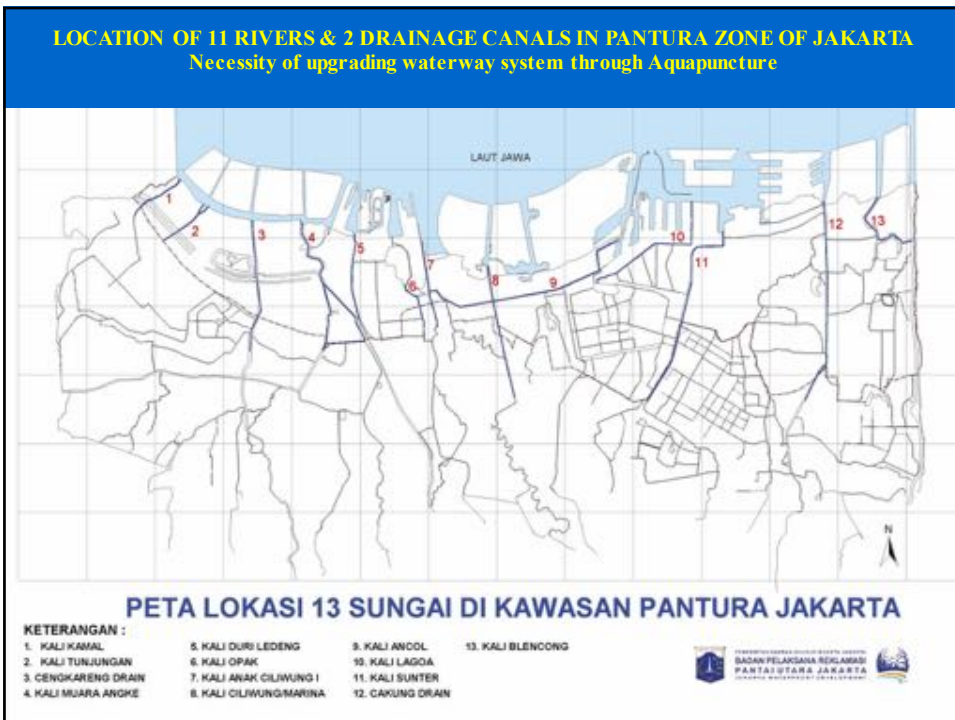 LOCATION OF 11 RIVERS & 2 DRAINAGE CANALS IN PANTURA ZONE OF JAKARTA
Necessity of upgrading waterway system through Aquapuncture
LAUT JAWA
1
2
3
4
5
6
7
8
9
10
11
12
13
N
PETA LOKASI 13 SUNGAI DI KAWASAN PANTURA JAKARTA
KETERANGAN :
1. KALI KAMAL
2. KALI TUNJUNGAN
3. CENGKARENG DRAIN
4. KALI MUARA ANGKE
5. KALI DURI LEDENG
6. KALI OPAK
7. KALI ANAK CILIWUNG I
8. KALI CILIWUNG/MARINA
9. KALI ANCOL
10. KALI LAGOA
11. KALI SUNTER
12. CAKUNG DRAIN
13. KALI BLENCONG
BADAN PELAKSANA REKLAMASI
PANTAI UTARA JAKARTA